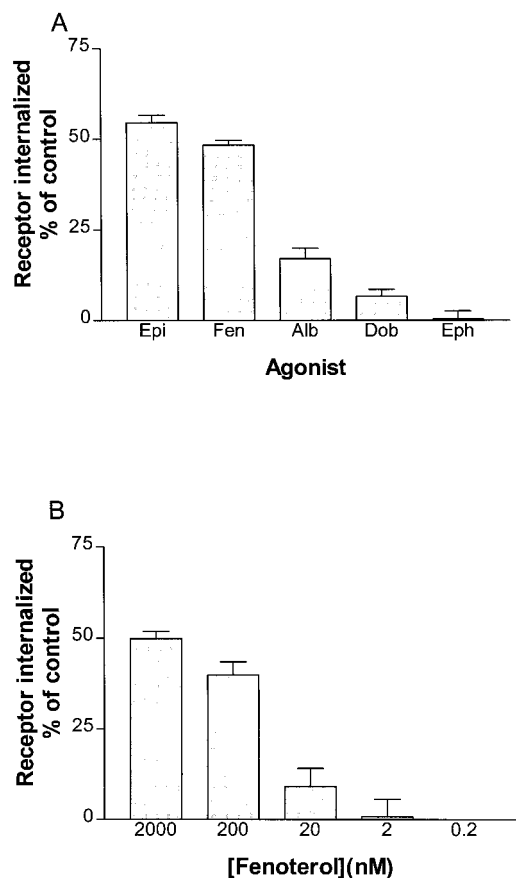 A
Receptor internalized
% of control
75
50
25
0
Epi Fen Alb Dob Eph
Agonist
B
Receptor internalized
% of control
75
50
25
0
2000 200 20 2 0.2
[Fenoterol](nM)